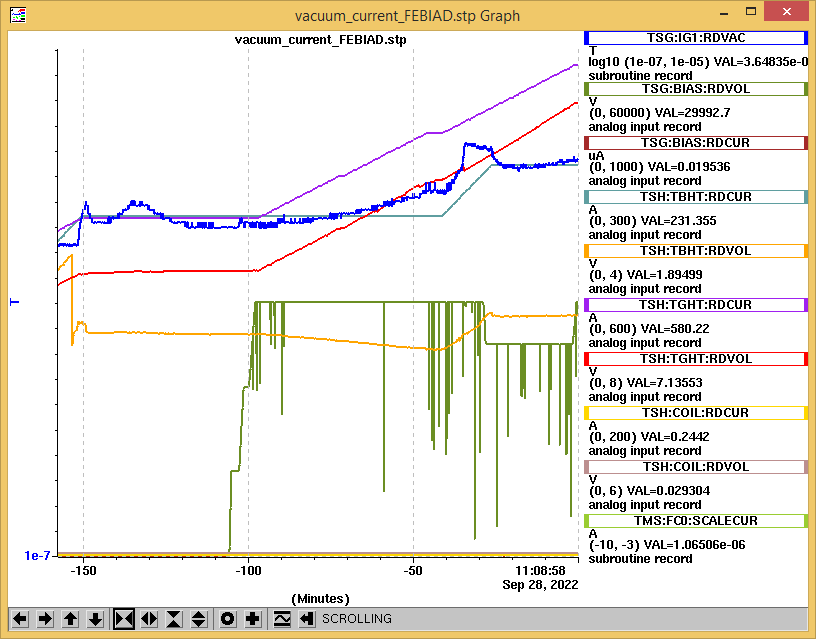 vacuum_current_FEBIAD.stp Graph
vacuum_current_FEBIAD.stp
TSG:IG1:RDVAC
T
log10 (1e-07, 1e-05) VAL=3.64835e-0
subroutine record
TSG:BIAS:RDVOL
V
(0, 60000) VAL=29992.7
analog input record
TSG:BIAS:RDCUR
uA
(0, 1000) VAL=0.019536
analog input record
TSH:TBHT:RDCUR
A
(0, 300) VAL=231.355
analog input record
TSH:TBHT:RDVOL
V
(0, 4) VAL=1.89499
analog input record
TSH:TGHT:RDCUR
A
(0, 600) VAL=580.22
analog input record
TSH:TGHT:RDVOL
V
(0, 8) VAL=7.13553
analog input record
TSH:COIL:RDCUR
A
(0, 200) VAL=0.2442
analog input record
TSH:COIL:RDVOL
V
(0, 6) VAL=0.029304
analog input record
TMS:FC0:SCALECUR
A
(-10, -3) VAL=1.06506e-06
subroutine record
T
1e-7
-150 -100 -50 11:08:58
Sep 28, 2022
(Minutes)
SCROLLING